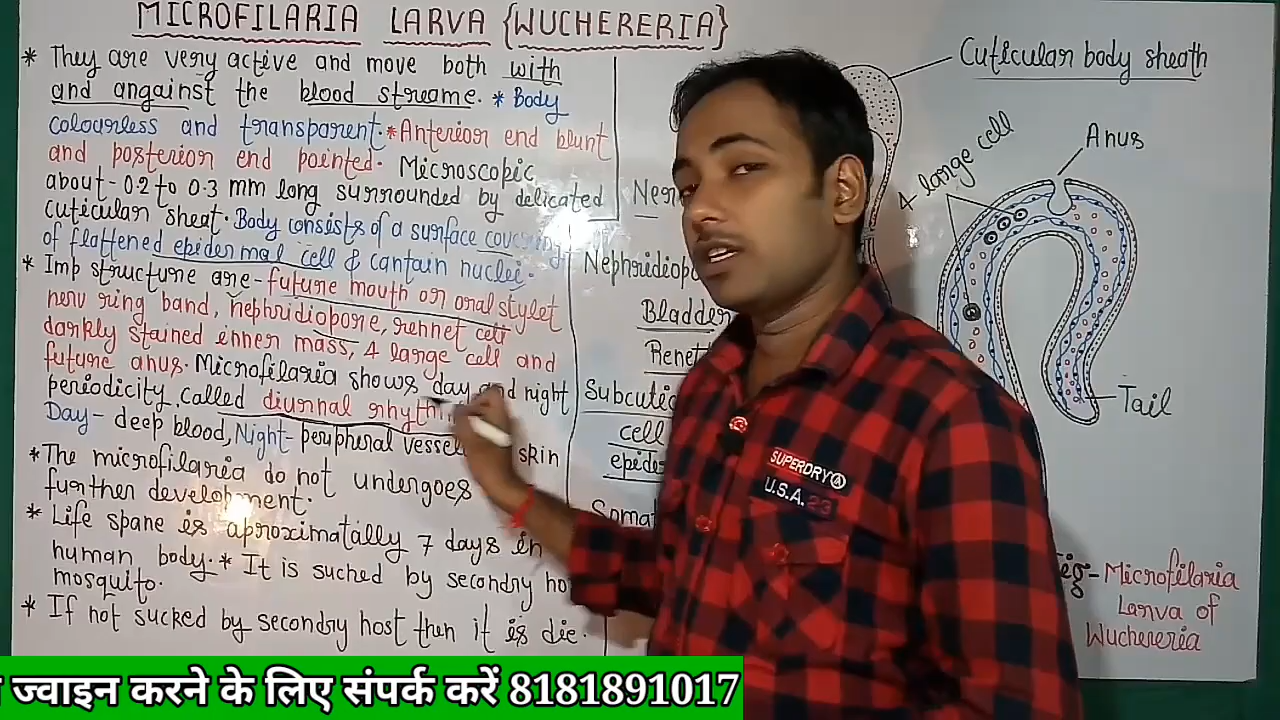 MICROFILARIA LARVA {WUCHERERIA}
* They are very active and move both with
and angainst the blood streame. * Body
colourless and transparent. * Anterior end blunt
and posterior end pointed. Microscopic
about - 0.2 to 0.3 mm long surrounded by delicated
cuticular sheat. Body consists of a surface covering
of flattened epidermal cell & cantain nuclei.
* Imp structure are - future mouth or oral stylet
nerv ring band, nephridiopore, rennet cell
darkly stained inner mass, 4 large cell and
future anus. Microfilaria shows day and night
periodicity called diurnal
Day - deep blood, Night - peripheral skin
* The microfilaria do not undergoes
further development.
* Life spane is aproximatally 7 days in
human body. * It is suched by secondry
mosquito.
* If not sucked by secondry host then it is die.
Cuticular body sheath
4 large cell
Anus
Bladder
cell
Tail
Fig - Microfilaria
Larva of
Wuchereria
SUPERDRY
U.S.A. 23
ज्वाइन करने के लिए संपर्क करें 8181891017